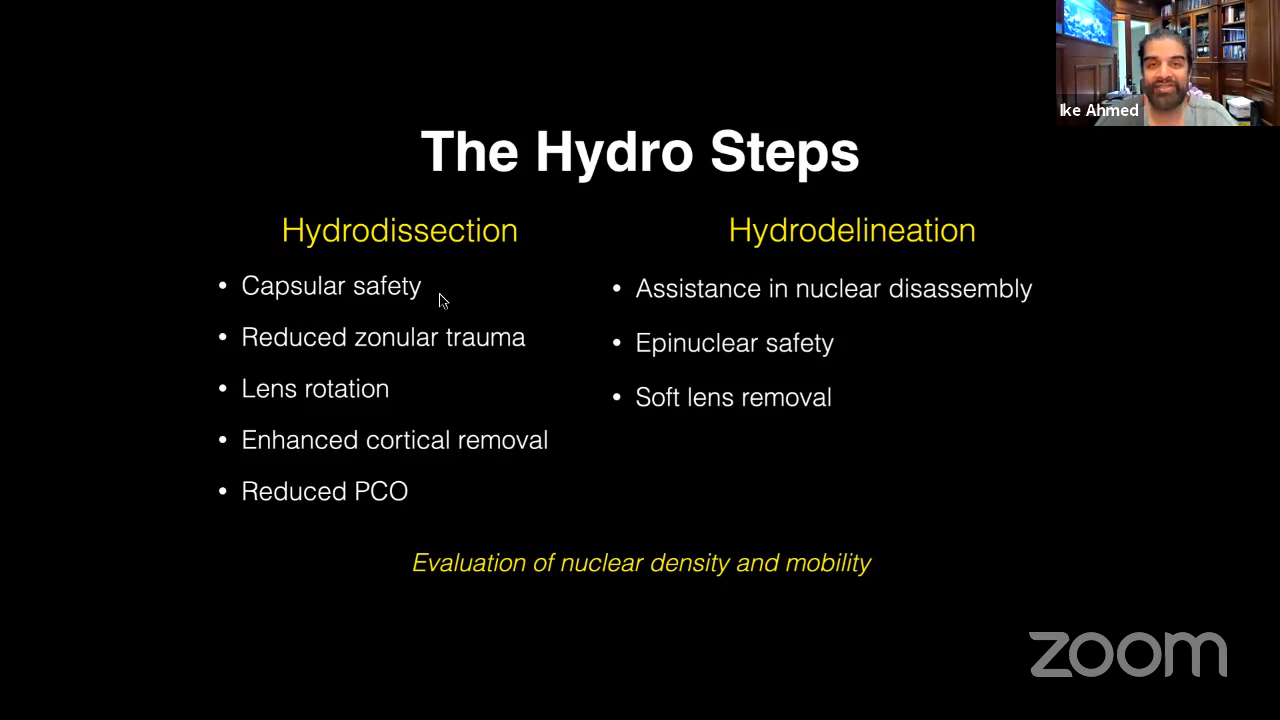 Ike Ahmed
The Hydro Steps
Hydrodissection
• Capsular safety
• Reduced zonular trauma
• Lens rotation
• Enhanced cortical removal
• Reduced PCO
Hydrodelineation
• Assistance in nuclear disassembly
• Epinuclear safety
• Soft lens removal
Evaluation of nuclear density and mobility
zoom